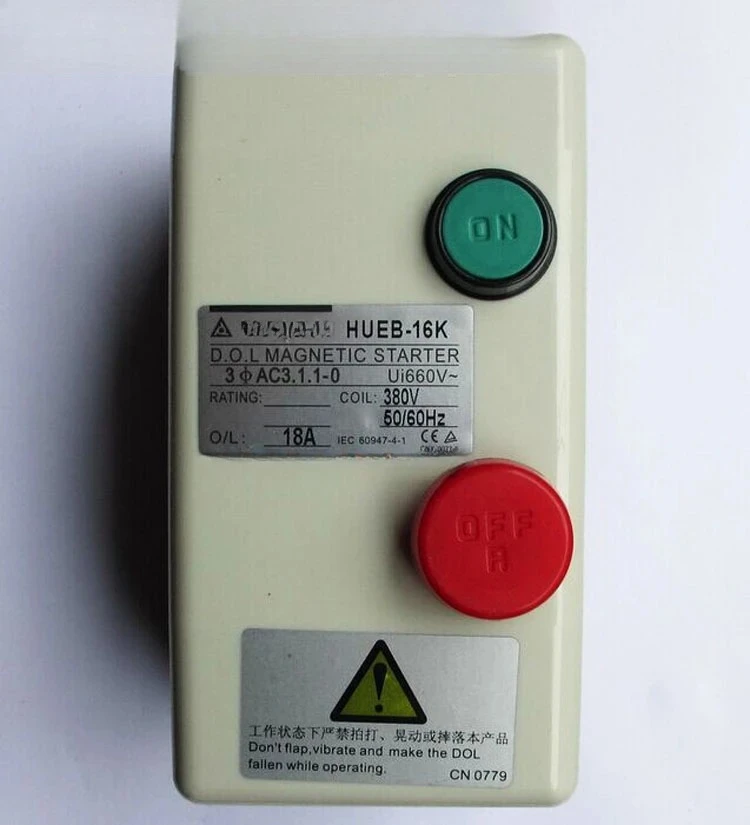 ON
HUEB-16K
D.O.L MAGNETIC STARTER
3ΦAC3.1.1-0 Ui660V~
RATING: COIL: 380V
50/60Hz
O/L: 18A IEC 60947-4-1 CE
OFF
R
工作状态下严禁拍打、晃动或摔落本产品
Don't flap,vibrate and make the DOL
fallen while operating.
CN 0779